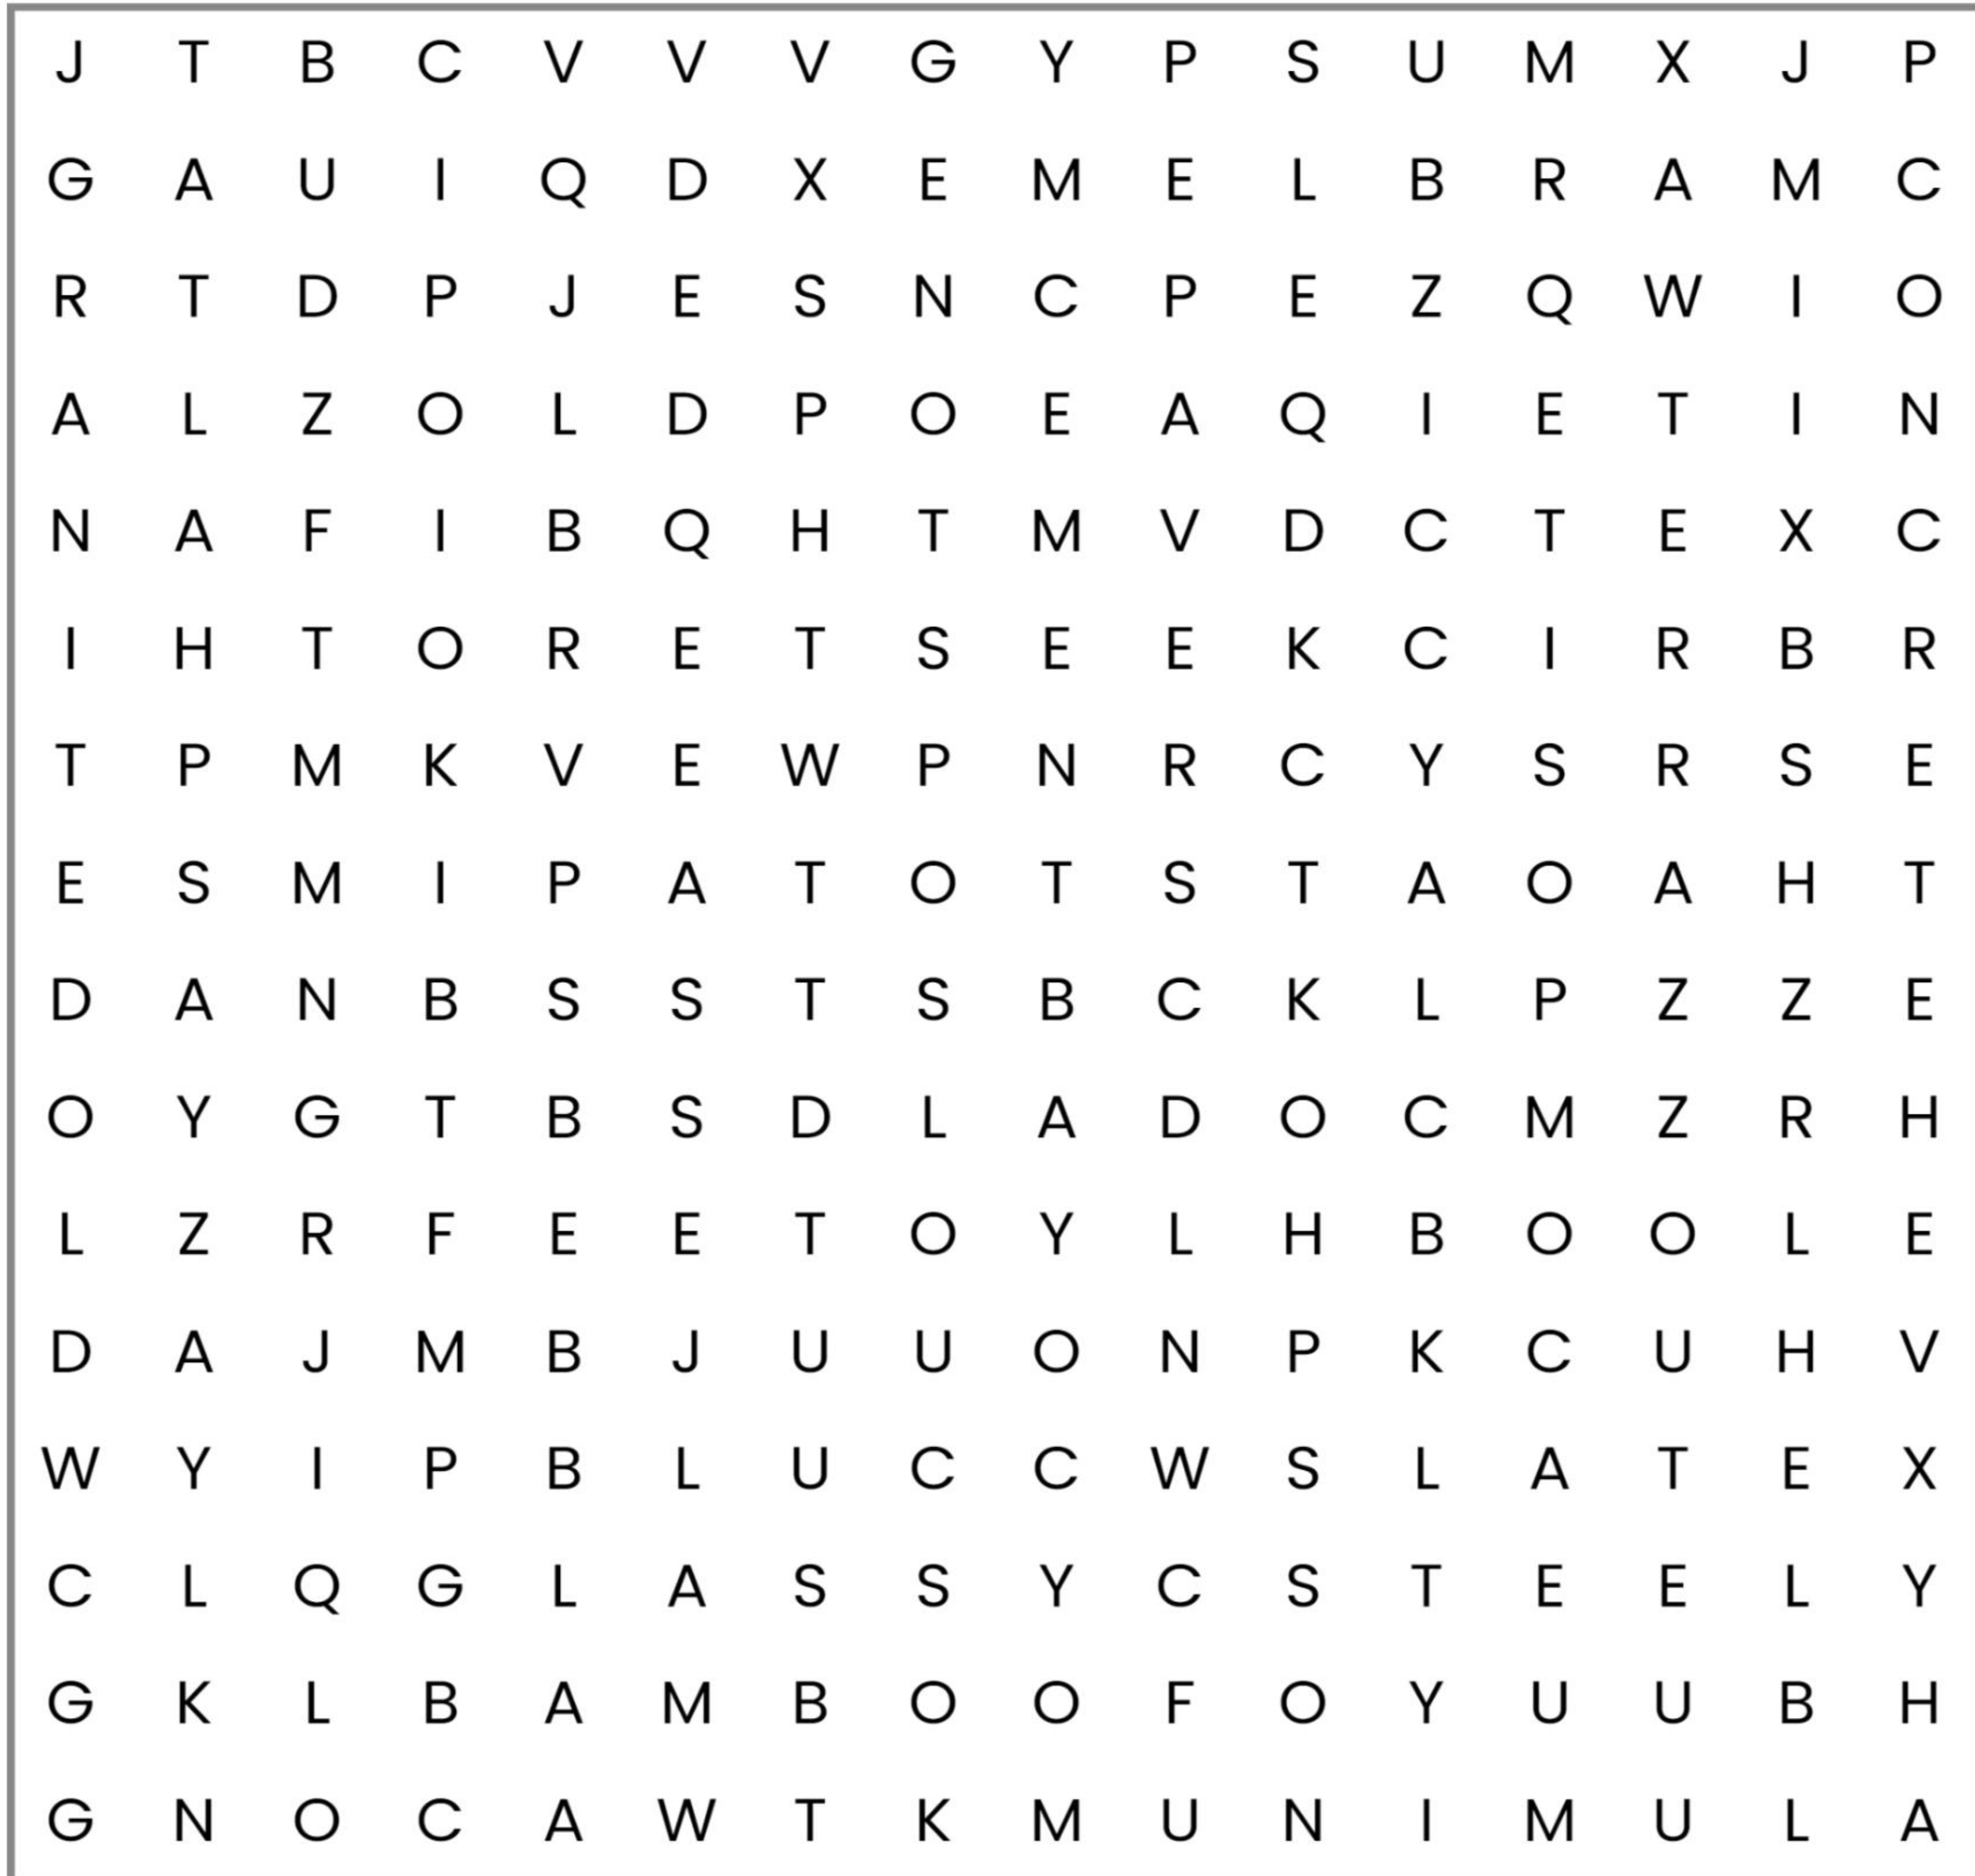 J T B C V V V G Y P S U M X J P
G A U I Q D X E M E L B R A M C
R T D P J E S N C P E Z Q W I O
A L Z O L D P O E A Q I E T I N
N A F I B Q H T M V D C T E X C
I H T O R E T S E E K C I R B R
T P M K V E W P N R C Y S R S E
E S M I P A T O T S T A O A H T
D A N B S S T S B C K L P Z Z E
O Y G T B S D L A D O C M Z R H
L Z R F E E T O Y L H B O O L E
D A J M B J U U O N P K C U H V
W Y I P B L U C C W S L A T E X
C L Q G L A S S Y C S T E E L Y
G K L B A M B O O F O Y U U B H
G N O C A W T K M U N I M U L A